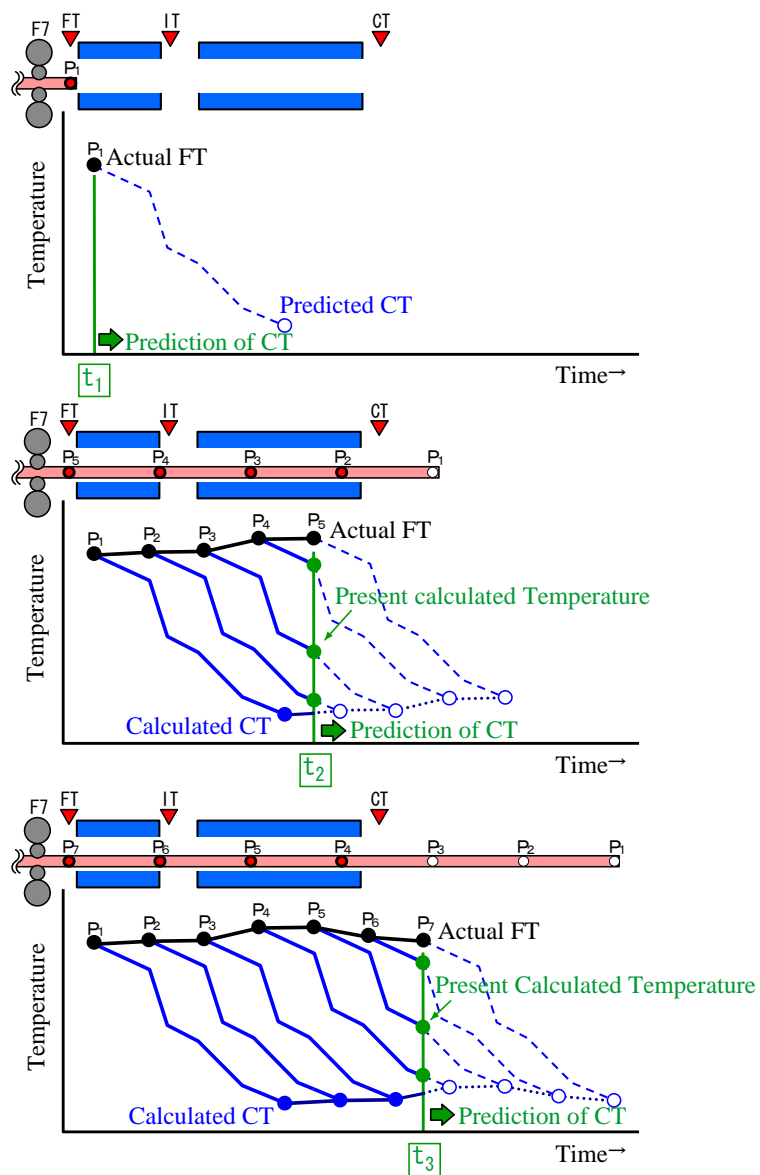 FT IT CT
F7
P1
P1 Actual FT
Temperature
Predicted CT
Prediction of CT
t1
Time→
FT IT CT
F7
P5 P4 P3 P2 P1
P1 P2 P3 P4 P5 Actual FT
Temperature
Present calculated Temperature
Calculated CT
Prediction of CT
t2
Time→
FT IT CT
F7
P7 P6 P5 P4 P3 P2 P1
P1 P2 P3 P4 P5 P6 P7 Actual FT
Temperature
Present Calculated Temperature
Calculated CT
Prediction of CT
t3
Time→